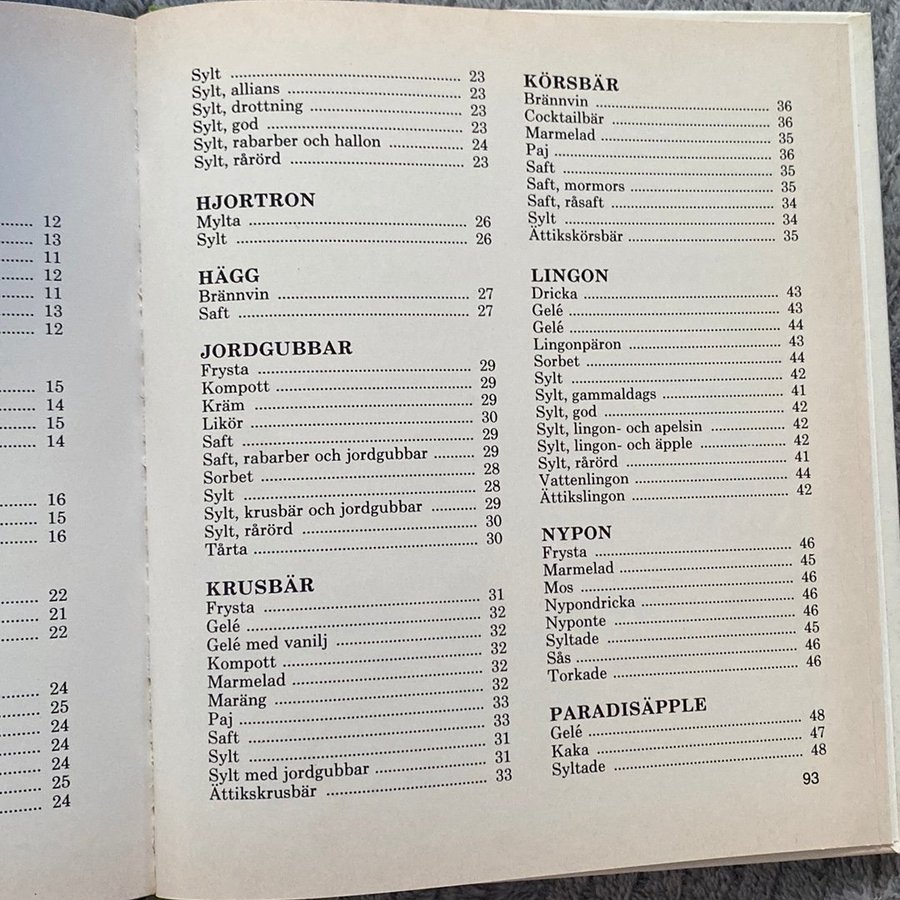 12
13
11
12
11
13
12
15
14
15
14
16
15
16
22
21
22
24
25
24
24
24
25
24
Sylt 23
Sylt, allians 23
Sylt, drottning 23
Sylt, god 23
Sylt, rabarber och hallon 24
Sylt, rårörd 23
HJORTRON
Mylta 26
Sylt 26
HÄGG
Brännvin 27
Saft 27
JORDGUBBAR
Frysta 29
Kompott 29
Kräm 29
Likör 30
Saft 29
Saft, rabarber och jordgubbar 29
Sorbet 28
Sylt 28
Sylt, krusbär och jordgubbar 29
Sylt, rårörd 30
Tårta 30
KRUSBÄR
Frysta 31
Gelé 32
Gelé med vanilj 32
Kompott 32
Marmelad 32
Maräng 32
Paj 33
Saft 33
Sylt 31
Sylt med jordgubbar 31
Ättikskrusbär 33
KÖRSBÄR
Brännvin 36
Cocktailbär 36
Marmelad 35
Paj 36
Saft 35
Saft, mormors 35
Saft, råsaft 34
Sylt 34
Ättikskörsbär 35
LINGON
Dricka 43
Gelé 43
Gelé 44
Lingonpäron 43
Sorbet 44
Sylt 42
Sylt, gammaldags 41
Sylt, god 42
Sylt, lingon- och apelsin 42
Sylt, lingon- och äpple 42
Sylt, rårörd 41
Vattenlingon 44
Ättikslingon 42
NYPON
Frysta 46
Marmelad 45
Mos 46
Nypondricka 46
Nyponte 46
Syltade 45
Sås 46
Torkade 46
PARADISÄPPLE
Gelé 48
Kaka 47
Syltade 48
93